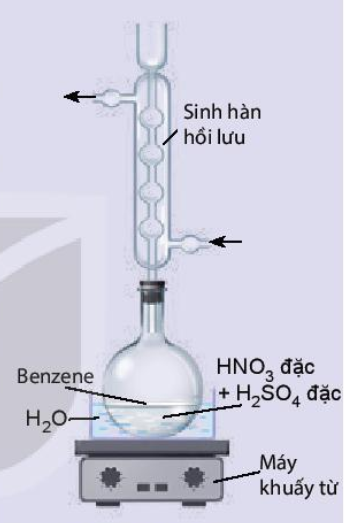 Sinh hàn
hồi lưu
Benzene
HNO₃ đặc
+ H₂SO₄ đặc
H₂O
Máy
khuấy từ